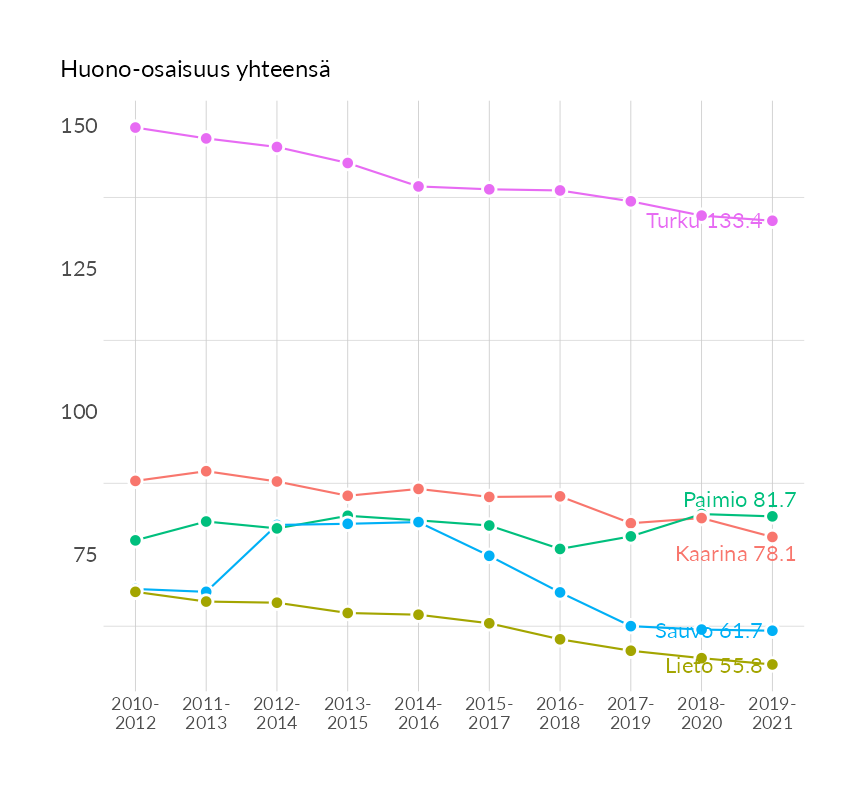 Huono-osaisuus yhteensä
150
125
100
75
Turku 133.4
Paimio 81.7
Kaarina 78.1
Sauvo 61.7
Lieto 55.8
2010- 2011- 2012- 2013- 2014- 2015- 2016- 2017- 2018- 2019-
2012 2013 2014 2015 2016 2017 2018 2019 2020 2021